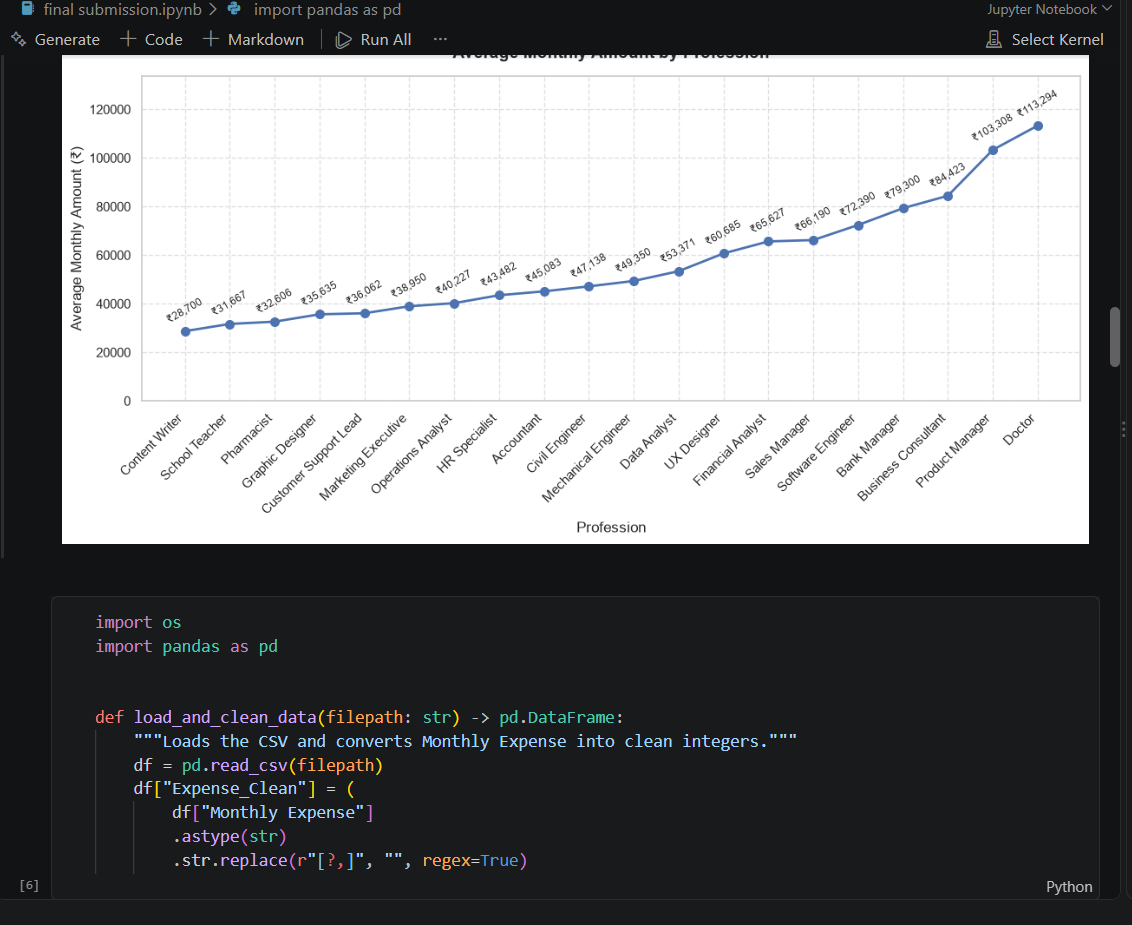 final submission.ipynb > import pandas as pd
Jupyter Notebook
Generate + Code + Markdown | Run All ...
Select Kernel
Average Monthly Amount by Profession
Average Monthly Amount (₹)
120000
100000
80000
60000
40000
20000
0
₹28,700 ₹31,667 ₹32,606 ₹35,635 ₹36,062 ₹38,950 ₹40,227 ₹43,482 ₹45,083 ₹47,138 ₹49,350 ₹53,371 ₹60,685 ₹65,627 ₹66,190 ₹72,390 ₹79,300 ₹84,423 ₹103,308 ₹113,294
Content Writer
School Teacher
Pharmacist
Graphic Designer
Customer Support Lead
Marketing Executive
Operations Analyst
HR Specialist
Accountant
Civil Engineer
Mechanical Engineer
Data Analyst
UX Designer
Financial Analyst
Sales Manager
Software Engineer
Bank Manager
Business Consultant
Product Manager
Doctor
Profession
import os
import pandas as pd
def load_and_clean_data(filepath: str) -> pd.DataFrame:
"""Loads the CSV and converts Monthly Expense into clean integers."""
df = pd.read_csv(filepath)
df["Expense_Clean"] = (
df["Monthly Expense"]
.astype(str)
.str.replace(r"[?,]", "", regex=True)
[6]
Python